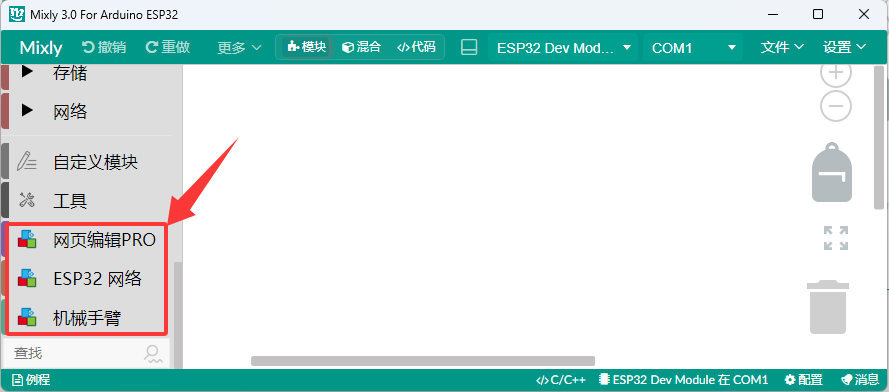 Mixly 3.0 For Arduino ESP32
Mixly 撤销 重做 更多 模块 混合 </>代码 ESP32 Dev Mod... COM1 文件 设置
存储
网络
自定义模块
工具
网页编辑PRO
ESP32 网络
机械手臂
查找
例程 </> C/C++ ESP32 Dev Module 在 COM1 配置 消息